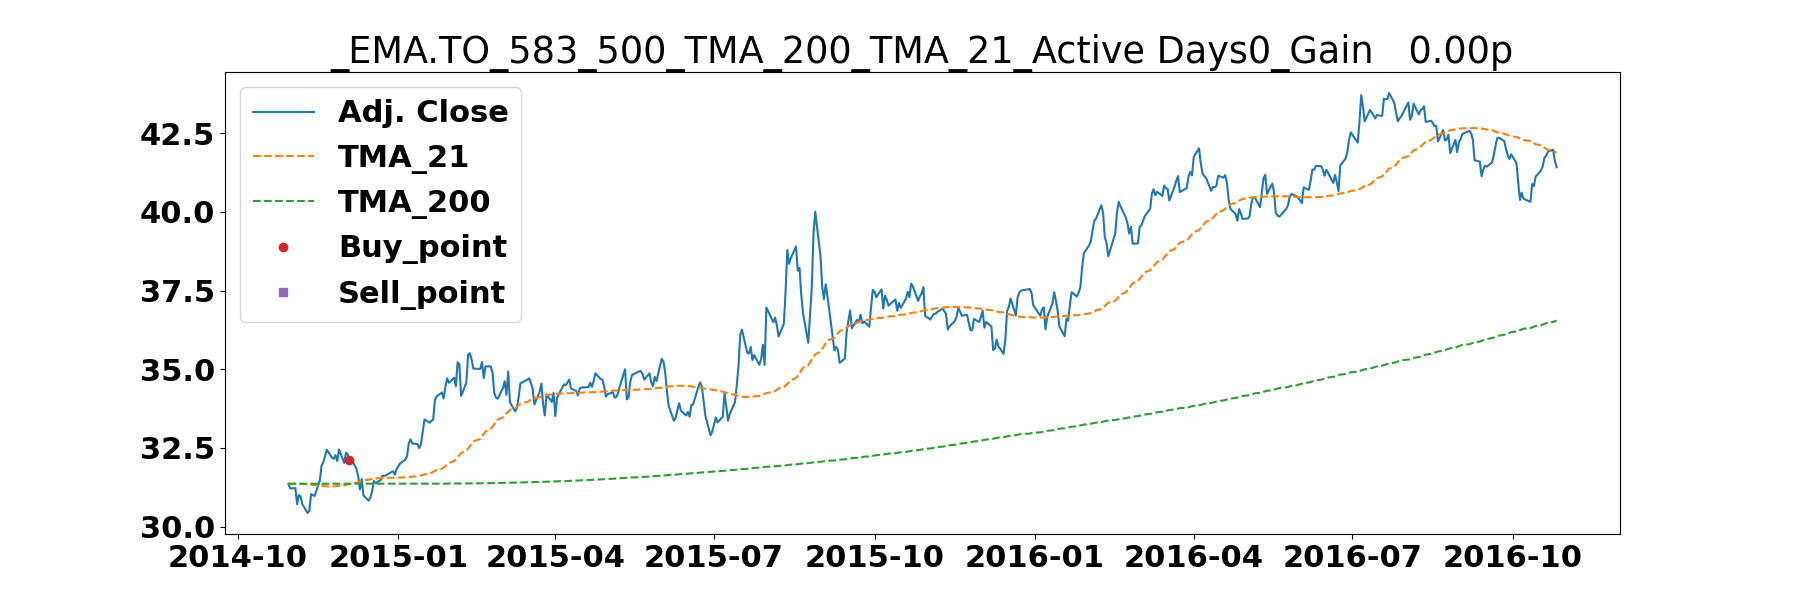 _EMA.TO_583_500_TMA_200_TMA_21_Active Days0_Gain   0.00p
Adj. Close
TMA_21
TMA_200
Buy_point
Sell_point
42.5
40.0
37.5
35.0
32.5
30.0
2014-10 2015-01 2015-04 2015-07 2015-10 2016-01 2016-04 2016-07 2016-10